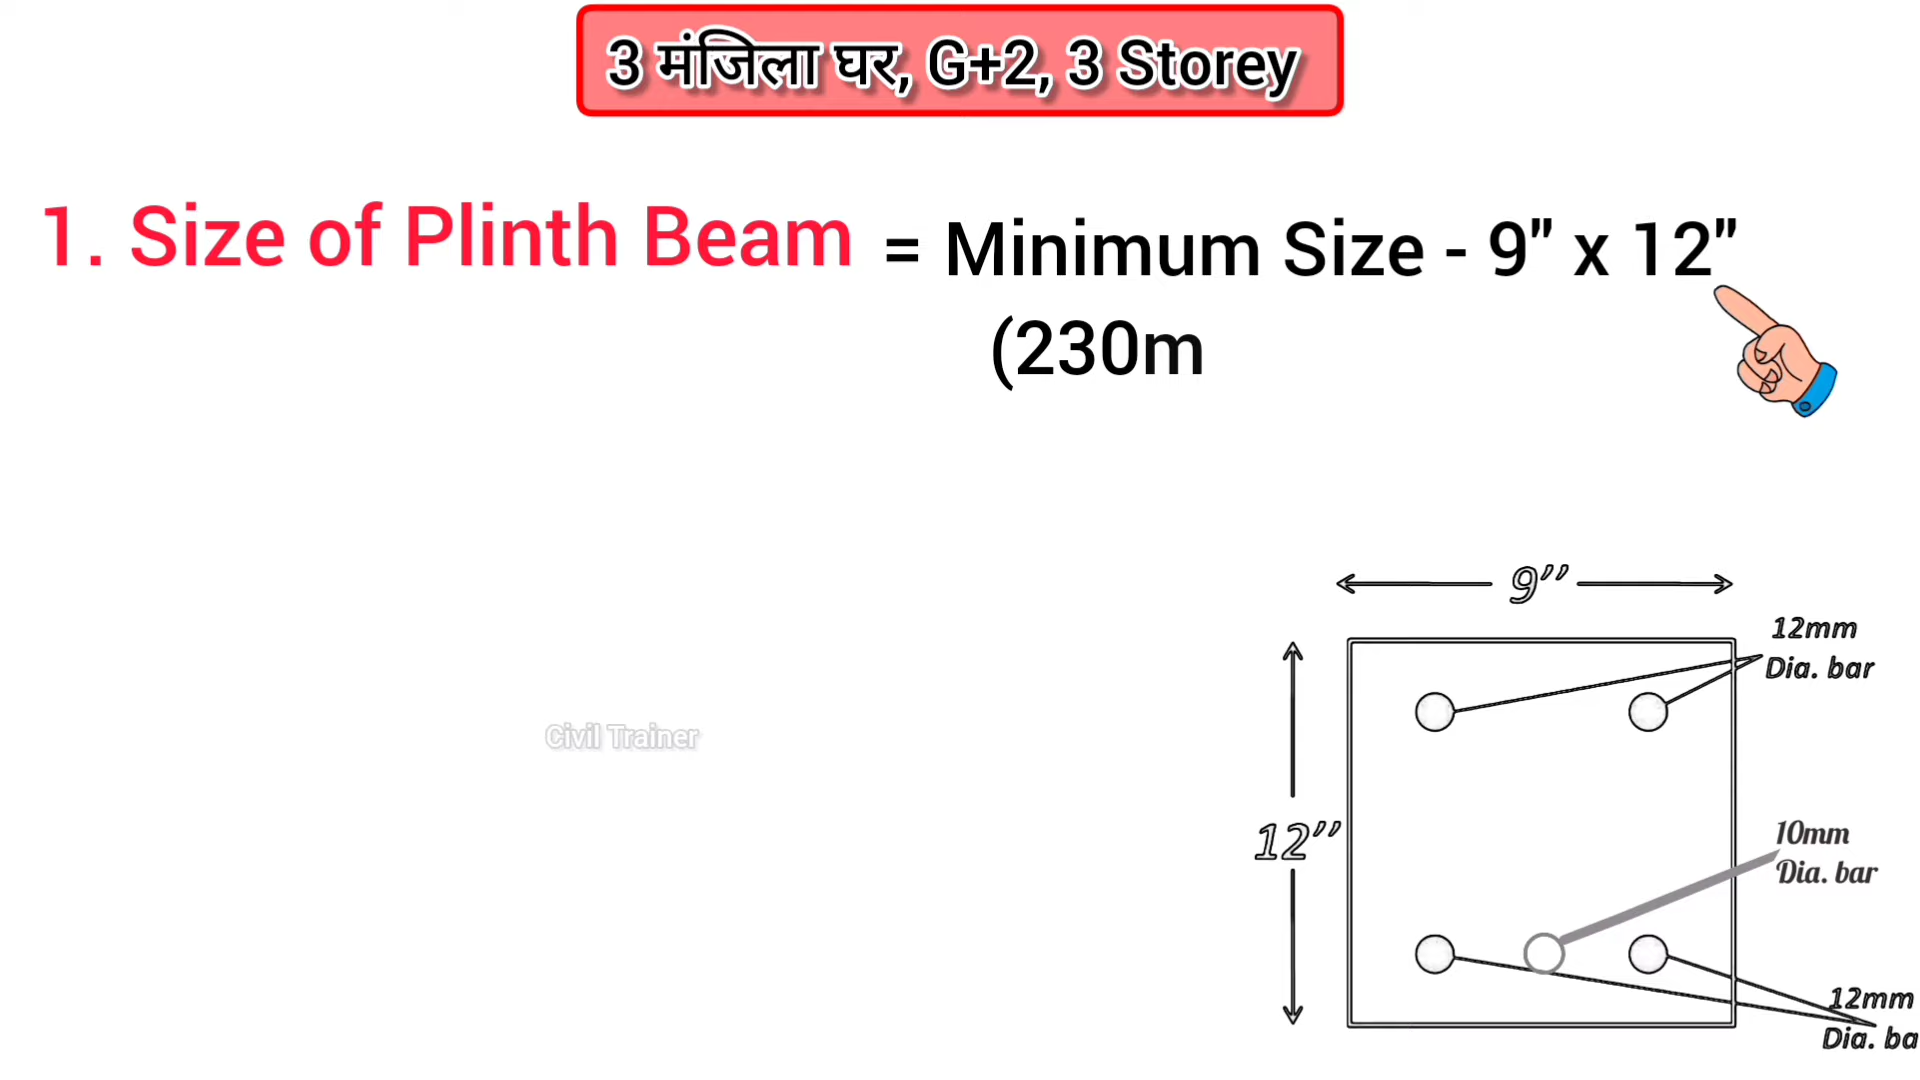 3 मंजिला घर, G+2, 3 Storey
1. Size of Plinth Beam = Minimum Size - 9" x 12"
(230m
9’’
12mm
Dia. bar
12’’
10mm
Dia. bar
Civil Trainer
12mm
Dia. ba